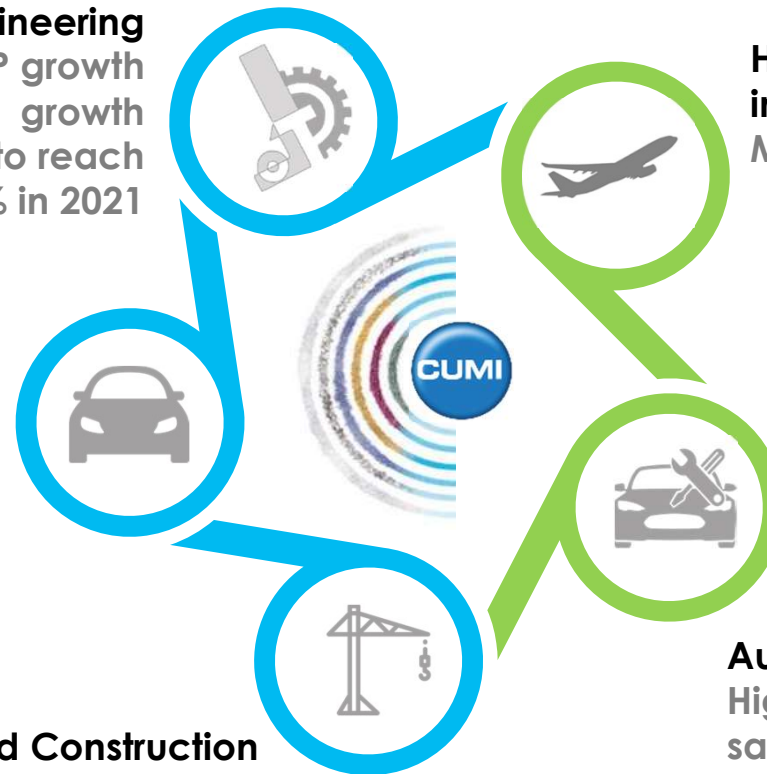 ineering
growth
growth
to reach
% in 2021
H
in
M
CUMI
Au
Hig
sa
d Construction